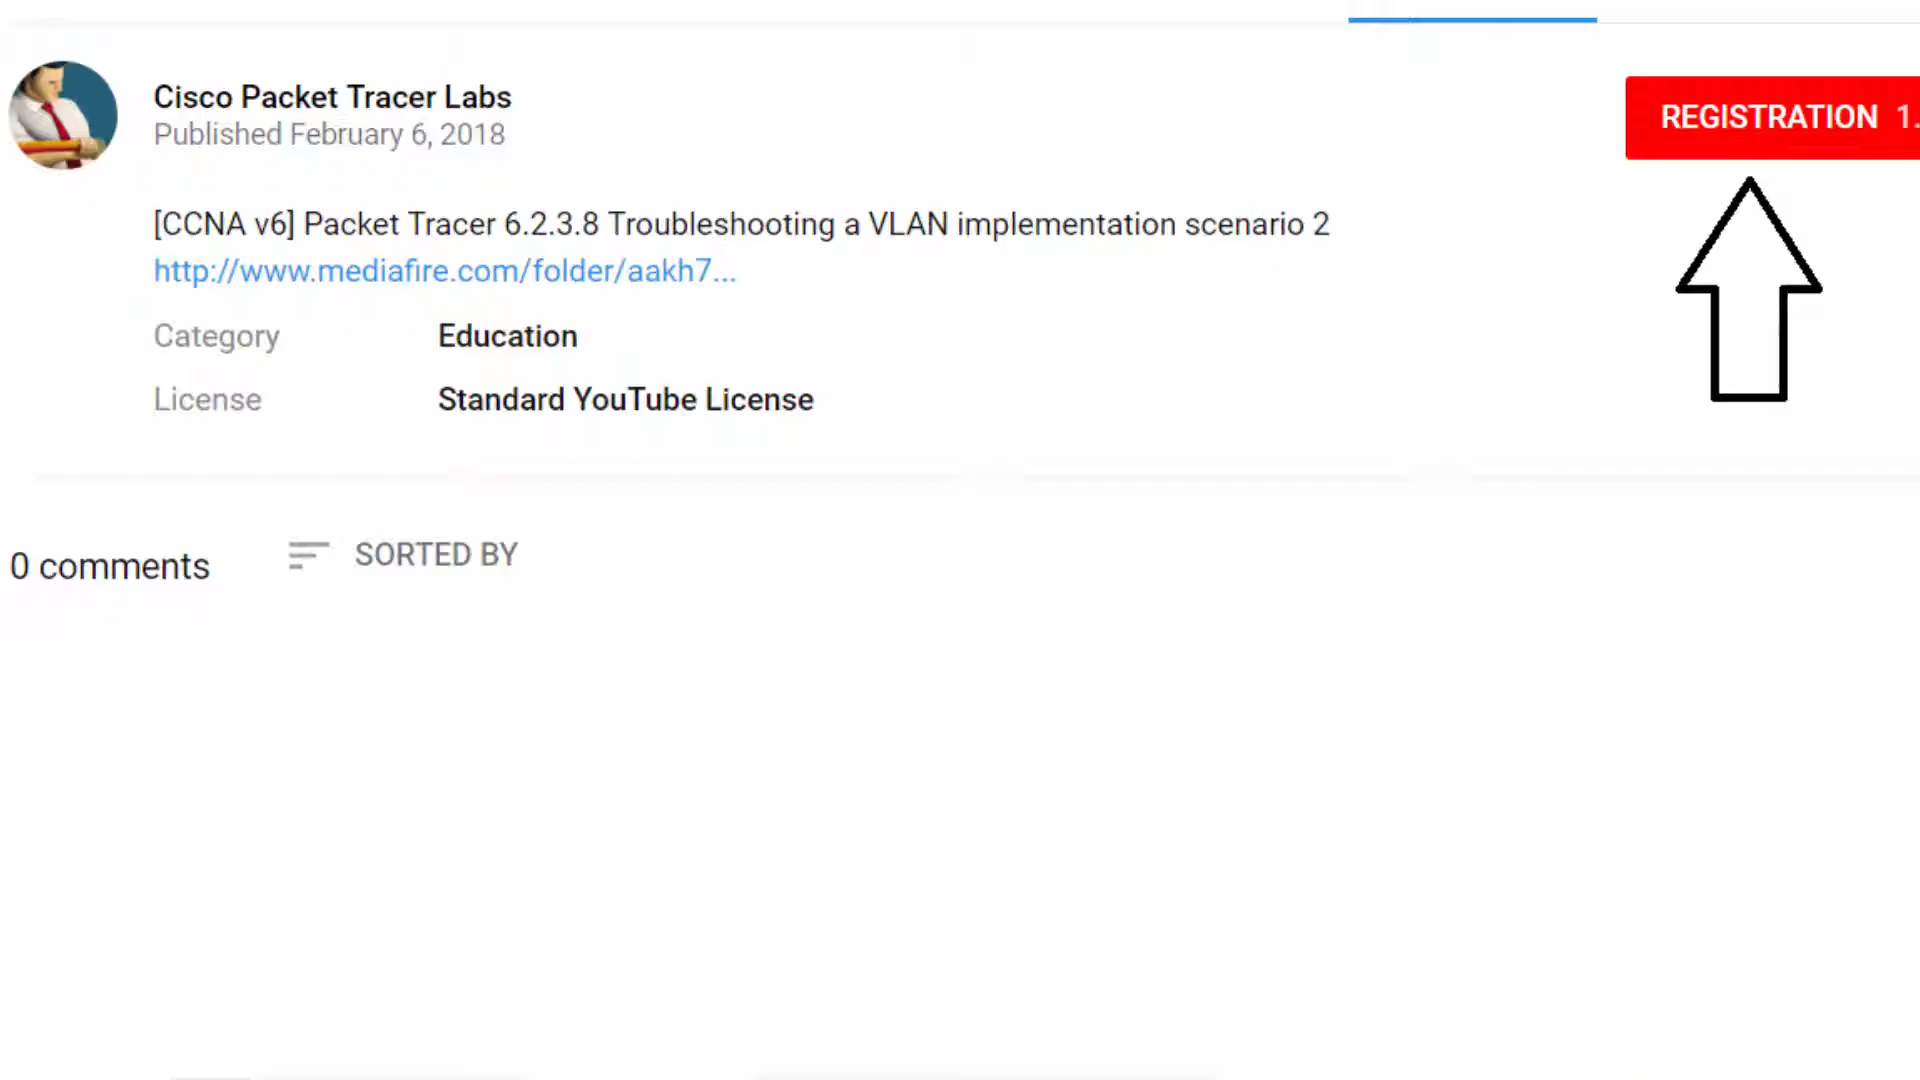 Cisco Packet Tracer Labs
Published February 6, 2018
REGISTRATION 1.
[CCNA v6] Packet Tracer 6.2.3.8 Troubleshooting a VLAN implementation scenario 2
http://www.mediafire.com/folder/aakh7...
Category Education
License Standard YouTube License
0 comments SORTED BY